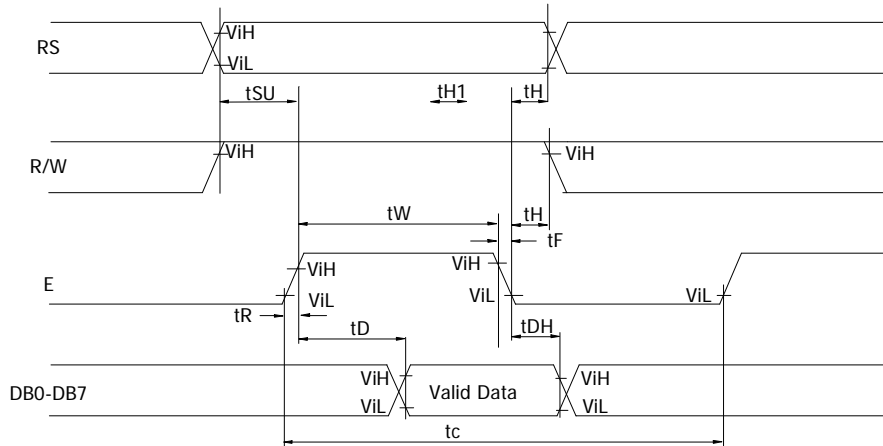 RS
ViH
ViL
tSU
tH1
tH
R/W
ViH
ViH
tW
tH
tF
E
ViH
ViH
ViL
ViL
ViL
tR
tD
tDH
DB0-DB7
ViH
Valid Data
ViH
ViL
ViL
tc